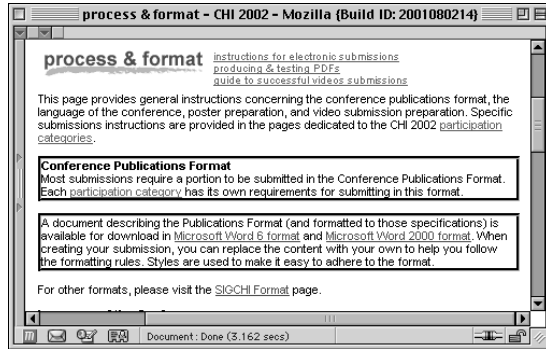 process & format - CHI 2002 - Mozilla {Build ID: 2001080214}
process & format
instructions for electronic submissions
producing & testing PDFs
guide to successful videos submissions
This page provides general instructions concerning the conference publications format, the
language of the conference, poster preparation, and video submission preparation. Specific
submissions instructions are provided in the pages dedicated to the CHI 2002 participation
categories.
Conference Publications Format
Most submissions require a portion to be submitted in the Conference Publications Format.
Each participation category has its own requirements for submitting in this format.
A document describing the Publications Format (and formatted to those specifications) is
available for download in Microsoft Word 6 format and Microsoft Word 2000 format. When
creating your submission, you can replace the content with your own to help you follow
the formatting rules. Styles are used to make it easy to adhere to the format.
For other formats, please visit the SIGCHI Format page.
Document: Done (3.162 secs)